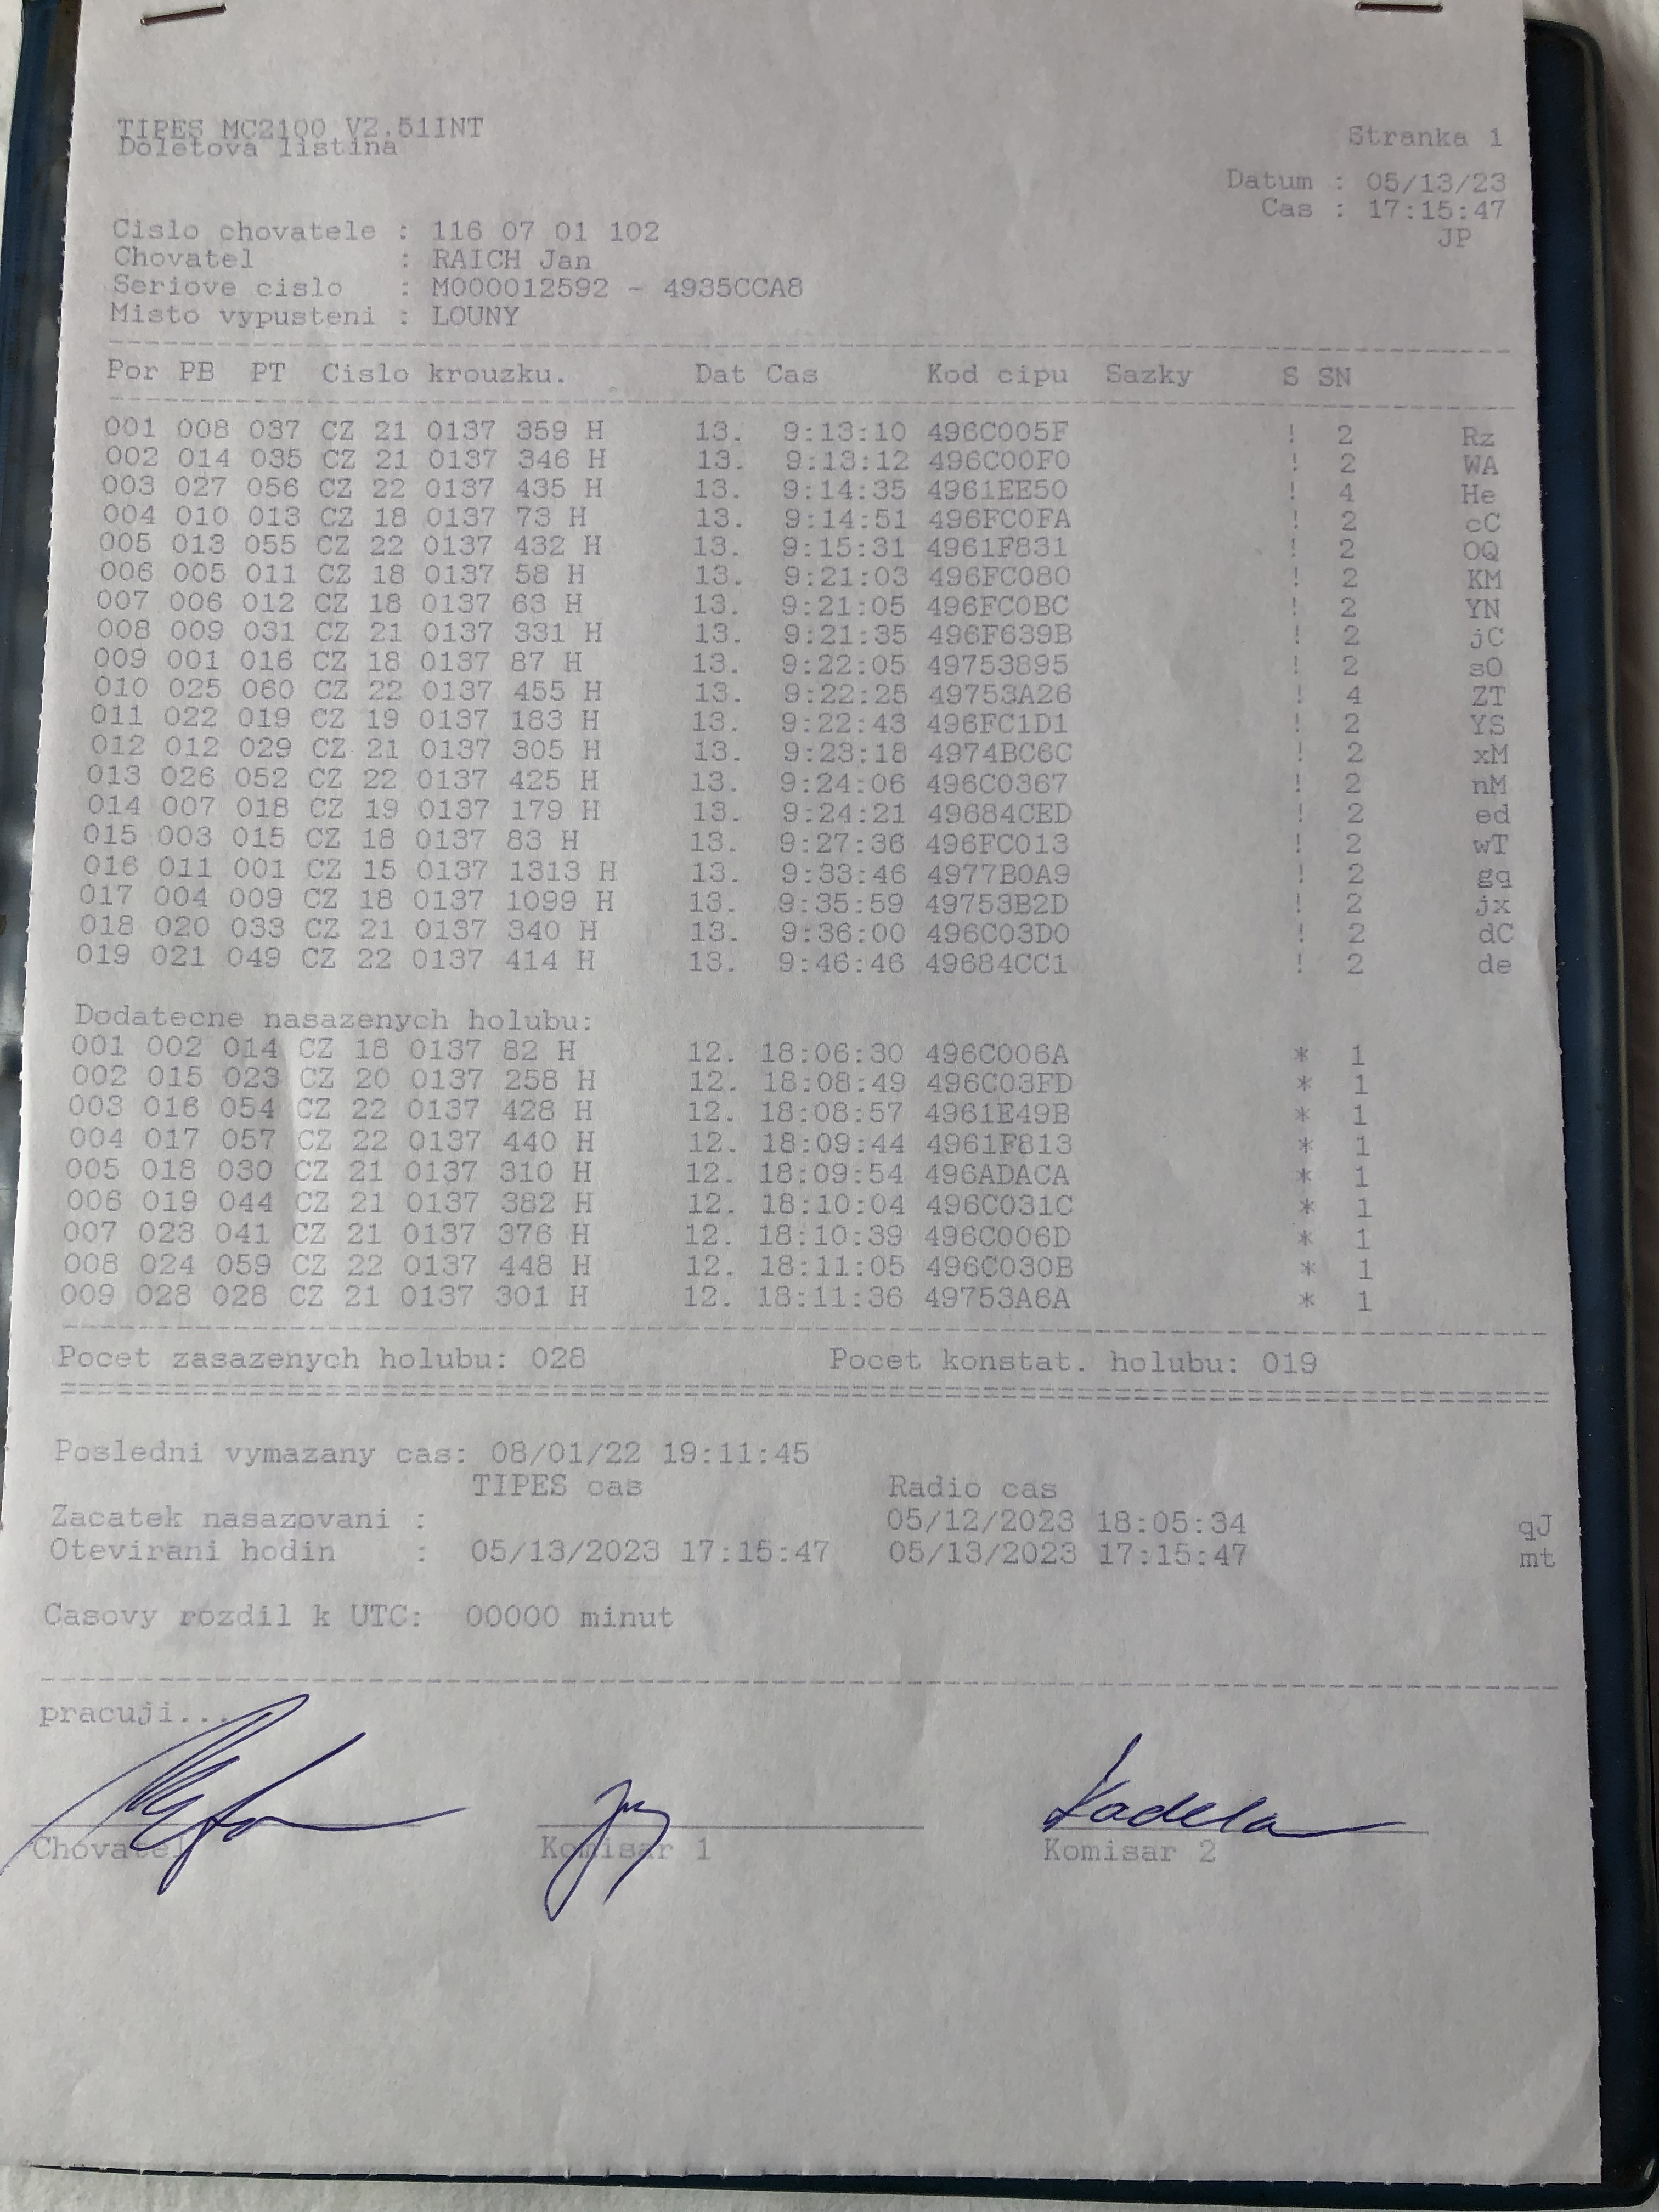 TIPES MC2100 V2.51INT
Doletova listina
Stranka 1
Datum : 05/13/23
Cas : 17:15:47
JP
Cislo chovatele : 116 07 01 102
Chovatel : RAICH Jan
Seriove cislo : M000012592 - 4935CCA8
Misto vypusteni : LOUNY
Por PB PT Cislo krouzku. Dat Cas Kod cipu Sazky S SN
001 008 037 CZ 21 0137 359 H 13. 9:13:10 496C005F ! 2 Rz
002 014 035 CZ 21 0137 346 H 13. 9:13:12 496C00F0 ! 2 WA
003 027 056 CZ 22 0137 435 H 13. 9:14:35 4961EE50 ! 4 He
004 010 013 CZ 18 0137 73 H 13. 9:14:51 496FC0FA ! 2 cC
005 013 055 CZ 22 0137 432 H 13. 9:15:31 4961F831 ! 2 OQ
006 005 011 CZ 18 0137 58 H 13. 9:21:03 496FC080 ! 2 KM
007 006 012 CZ 18 0137 63 H 13. 9:21:05 496FC0BC ! 2 YN
008 009 031 CZ 21 0137 331 H 13. 9:21:35 496F639B ! 2 jC
009 001 016 CZ 18 0137 87 H 13. 9:22:05 49753895 ! 2 sO
010 025 060 CZ 22 0137 455 H 13. 9:22:25 49753A26 ! 4 ZT
011 022 019 CZ 19 0137 183 H 13. 9:22:43 496FC1D1 ! 2 YS
012 012 029 CZ 21 0137 305 H 13. 9:23:18 4974BC6C ! 2 xM
013 026 052 CZ 22 0137 425 H 13. 9:24:06 496C0367 ! 2 nM
014 007 018 CZ 19 0137 179 H 13. 9:24:21 49684CED ! 2 ed
015 003 015 CZ 18 0137 83 H 13. 9:27:36 496FC013 ! 2 wT
016 011 001 CZ 15 0137 1313 H 13. 9:33:46 4977B0A9 ! 2 gq
017 004 009 CZ 18 0137 1099 H 13. 9:35:59 49753B2D ! 2 jx
018 020 033 CZ 21 0137 340 H 13. 9:36:00 496C03D0 ! 2 dC
019 021 049 CZ 22 0137 414 H 13. 9:46:46 49684CC1 ! 2 de
Dodatecne nasazenych holubu:
001 002 014 CZ 18 0137 82 H 12. 18:06:30 496C006A * 1
002 015 023 CZ 20 0137 258 H 12. 18:08:49 496C03FD * 1
003 016 054 CZ 22 0137 428 H 12. 18:08:57 4961E49B * 1
004 017 057 CZ 22 0137 440 H 12. 18:09:44 4961F813 * 1
005 018 030 CZ 21 0137 310 H 12. 18:09:54 496ADACA * 1
006 019 044 CZ 21 0137 382 H 12. 18:10:04 496C031C * 1
007 023 041 CZ 21 0137 376 H 12. 18:10:39 496C006D * 1
008 024 059 CZ 22 0137 448 H 12. 18:11:05 496C030B * 1
009 028 028 CZ 21 0137 301 H 12. 18:11:36 49753A6A * 1
Pocet zasazenych holubu: 028 Pocet konstat. holubu: 019
Posledni vymazany cas: 08/01/22 19:11:45
TIPES cas Radio cas
Zacatek nasazovani : 05/12/2023 18:05:34 qJ
Otevirani hodin : 05/13/2023 17:15:47 05/13/2023 17:15:47 mt
Casovy rozdil k UTC: 00000 minut
pracuji...
Kadela
Chovatel Komisar 1 Komisar 2